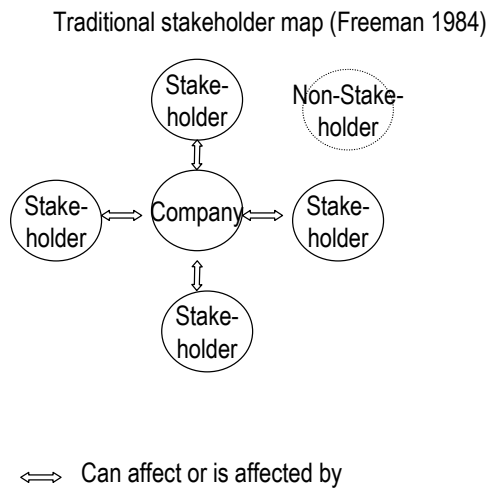 Traditional stakeholder map (Freeman 1984)
Stake-
holder
Non-Stake-
holder
Stake-
holder
Company
Stake-
holder
Stake-
holder
Can affect or is affected by